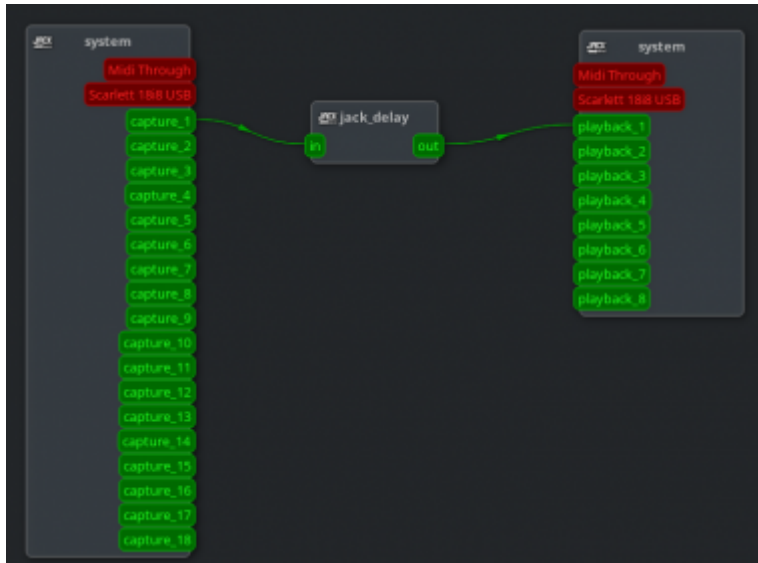 system
Midi Through
Scarlett 18i8 USB
capture_1
capture_2
capture_3
capture_4
capture_5
capture_6
capture_7
capture_8
capture_9
capture_10
capture_11
capture_12
capture_13
capture_14
capture_15
capture_16
capture_17
capture_18
jack_delay
in
out
system
Midi Through
Scarlett 18i8 USB
playback_1
playback_2
playback_3
playback_4
playback_5
playback_6
playback_7
playback_8